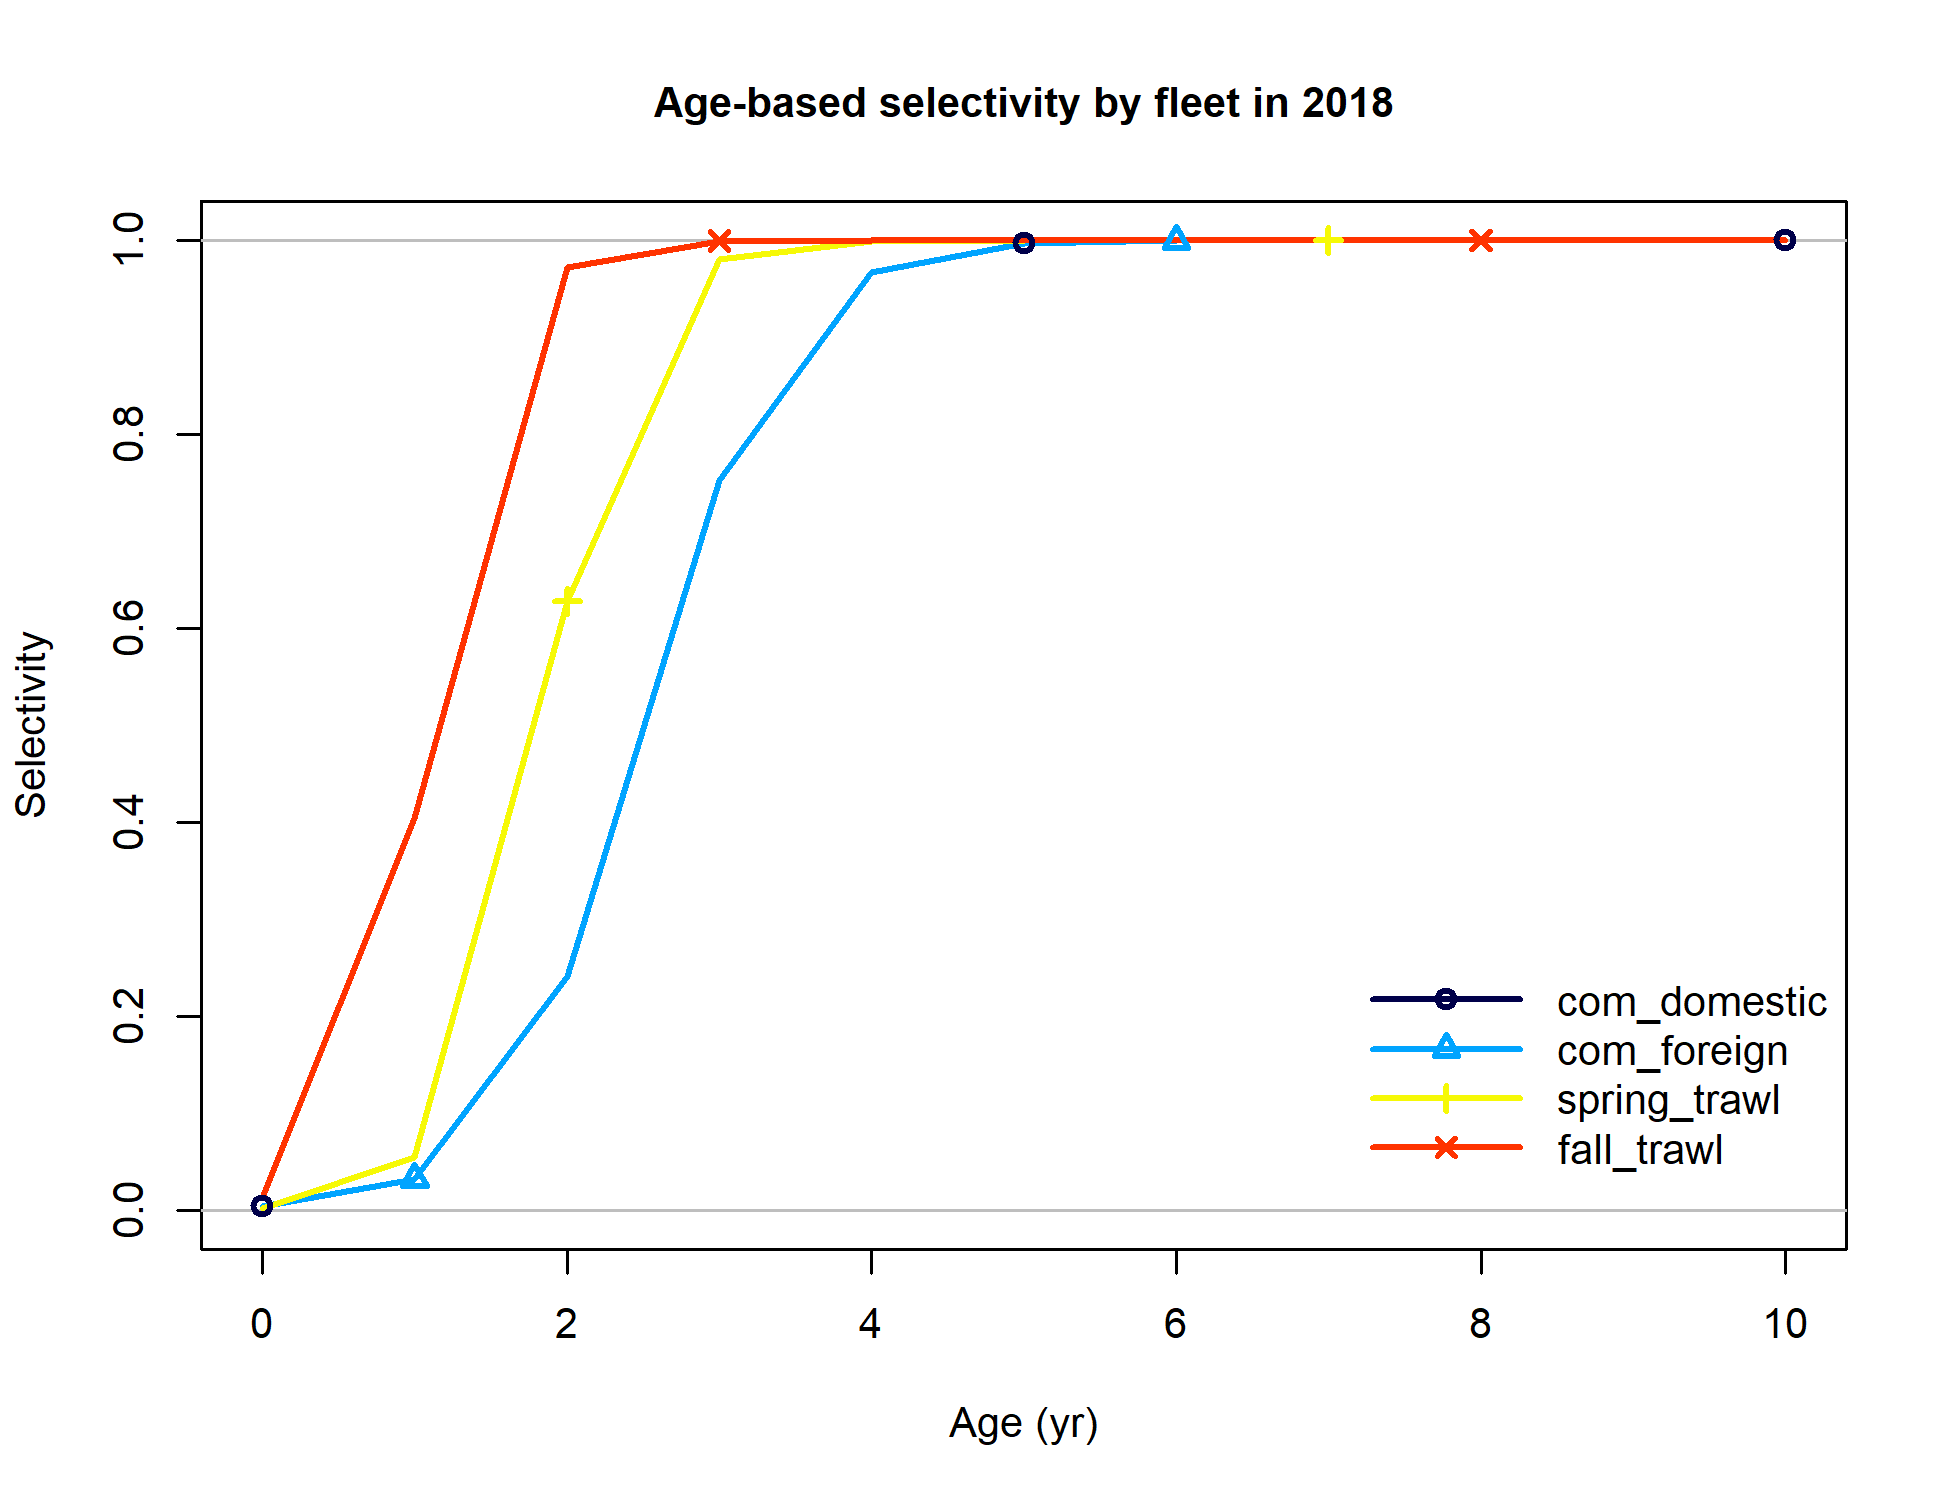 Age-based selectivity by fleet in 2018
Selectivity
1.0
0.8
0.6
0.4
0.2
0.0
com_domestic
com_foreign
spring_trawl
fall_trawl
0 2 4 6 8 10
Age (yr)